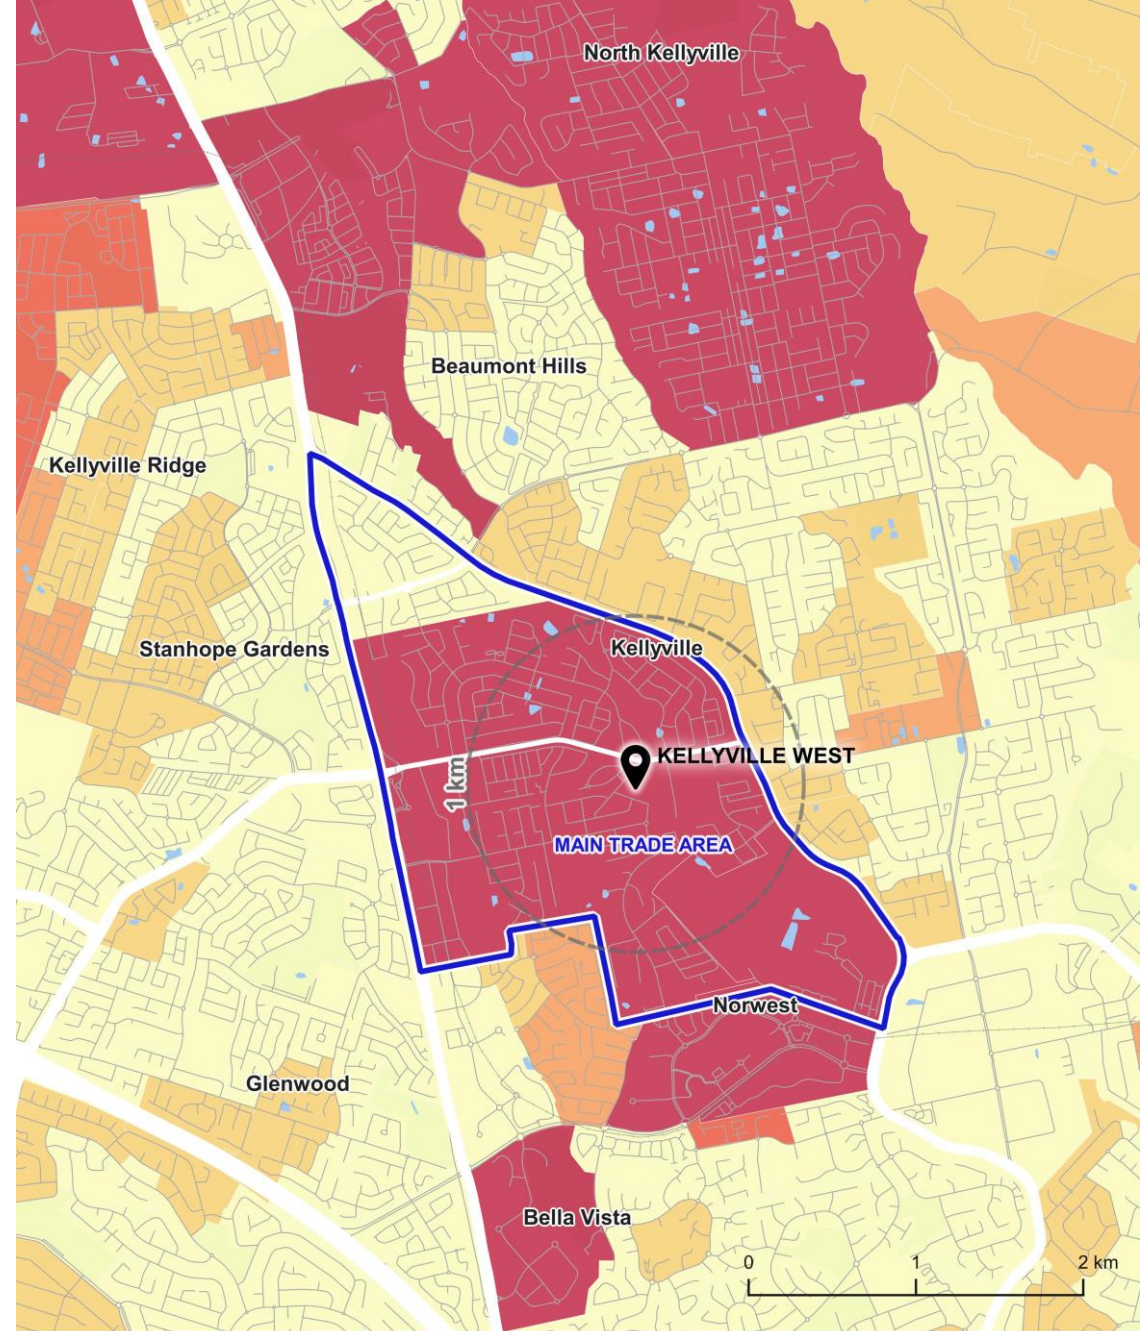 North Kellyville
Beaumont Hills
Kellyville Ridge
Stanhope Gardens
Kellyville
KELLYVILLE WEST
1 km
MAIN TRADE AREA
Norwest
Glenwood
Bella Vista
0 1 2 km